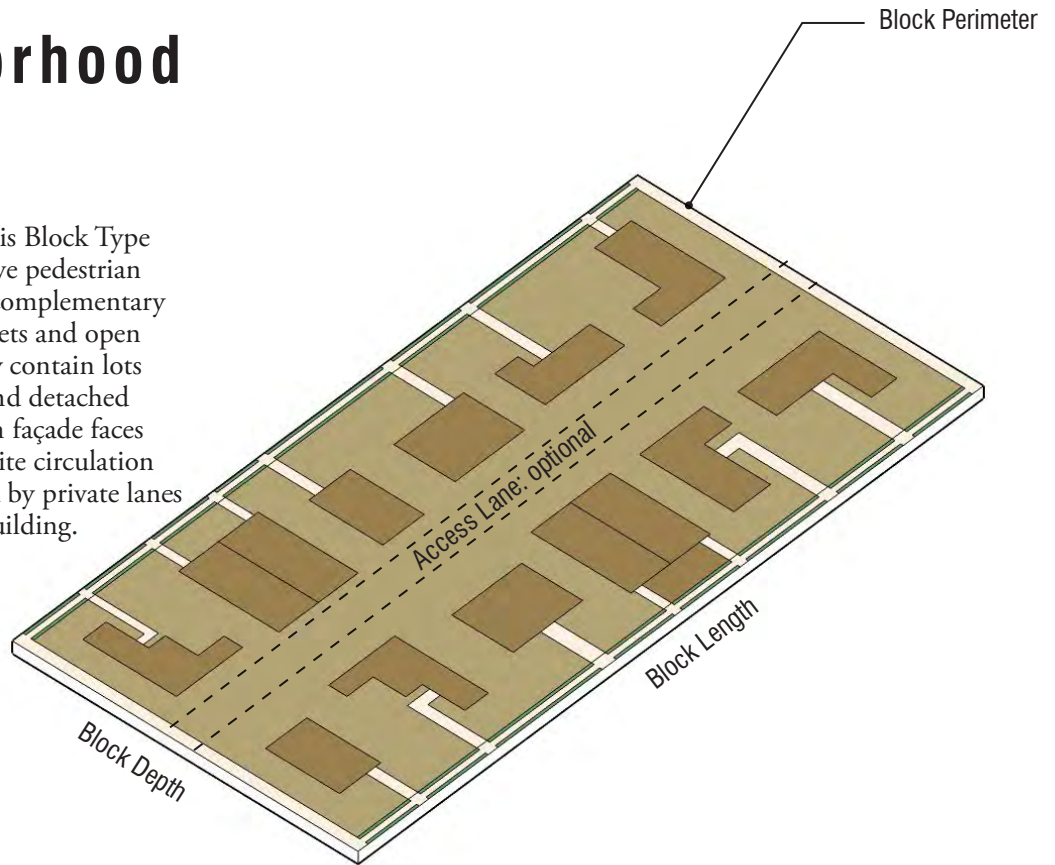 orhood
Block Perimeter
is Block Type
ve pedestrian
complementary
ets and open
y contain lots
nd detached
n façade faces
ite circulation
l by private lanes
uilding.
Access Lane: optional
Block Length
Block Depth